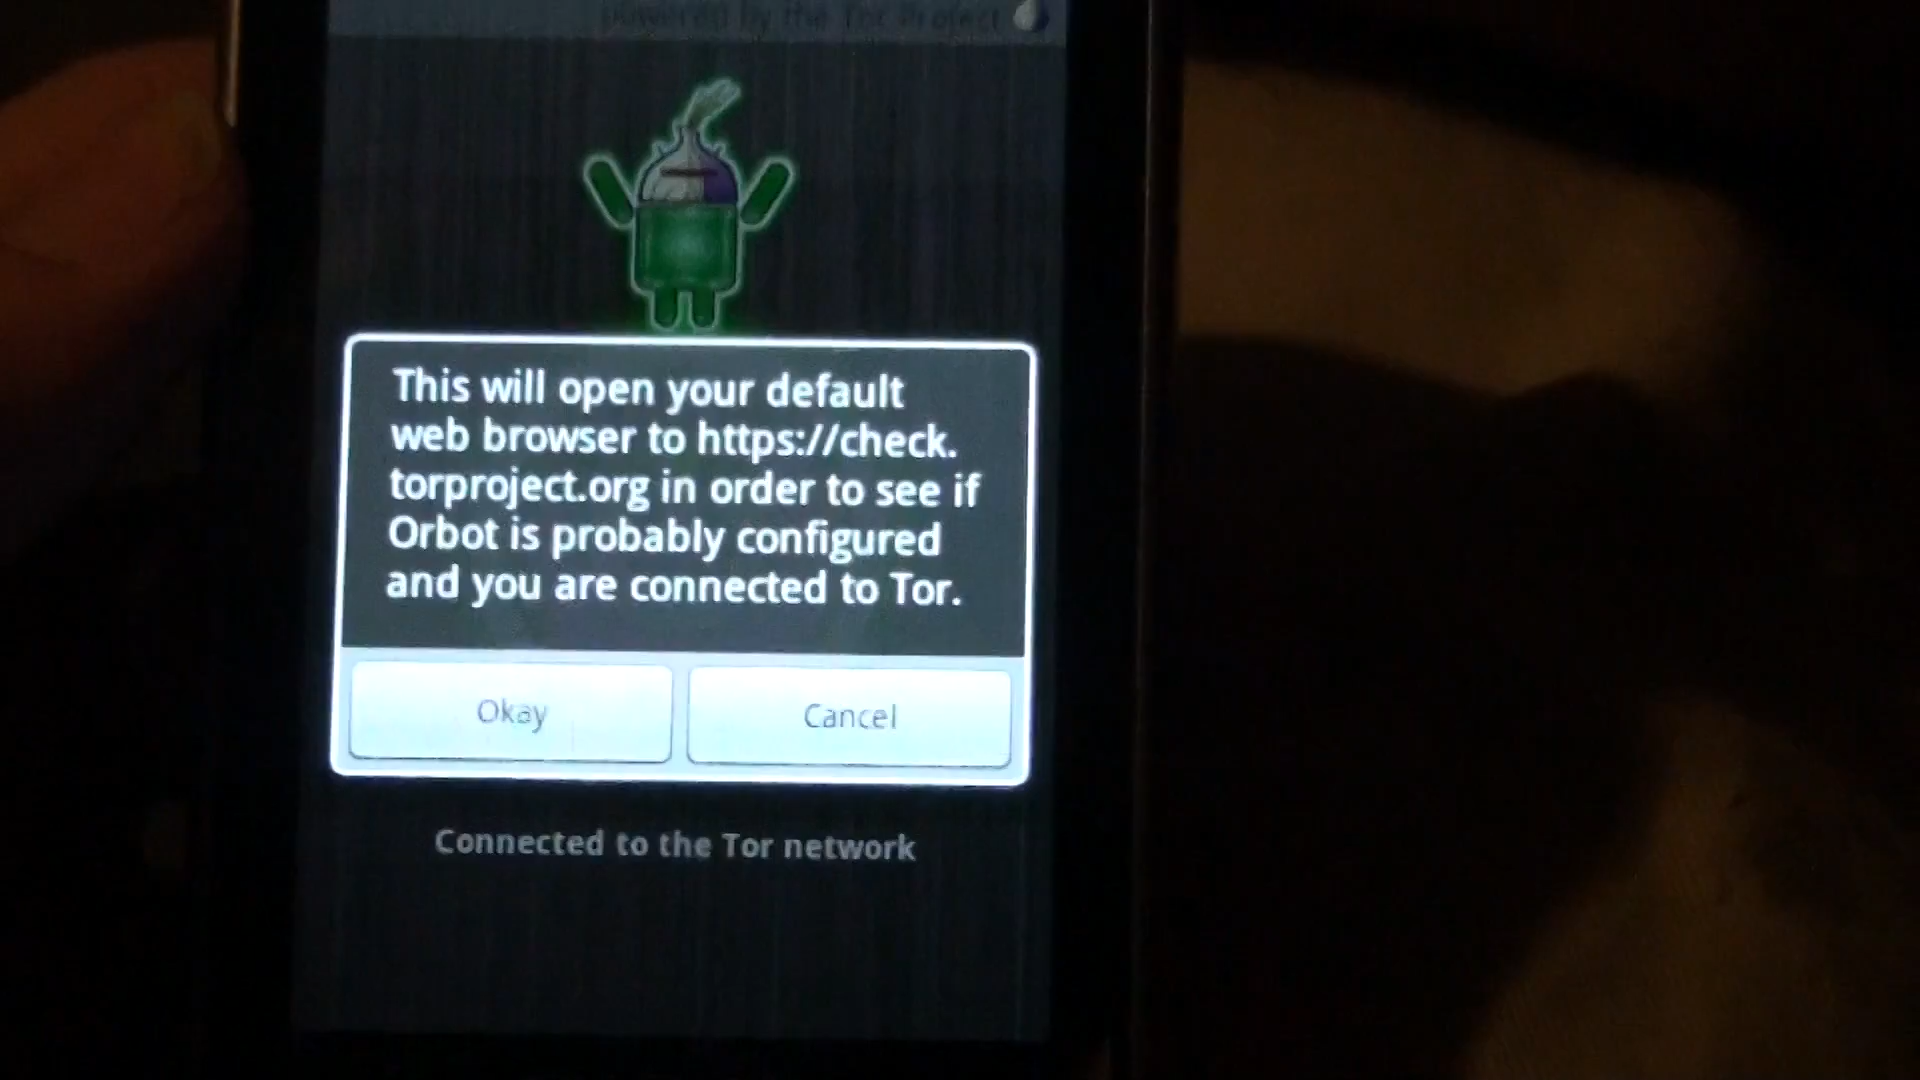 powered by the Tor Project
This will open your default
web browser to https://check.
torproject.org in order to see if
Orbot is probably configured
and you are connected to Tor.
Okay
Cancel
Connected to the Tor network